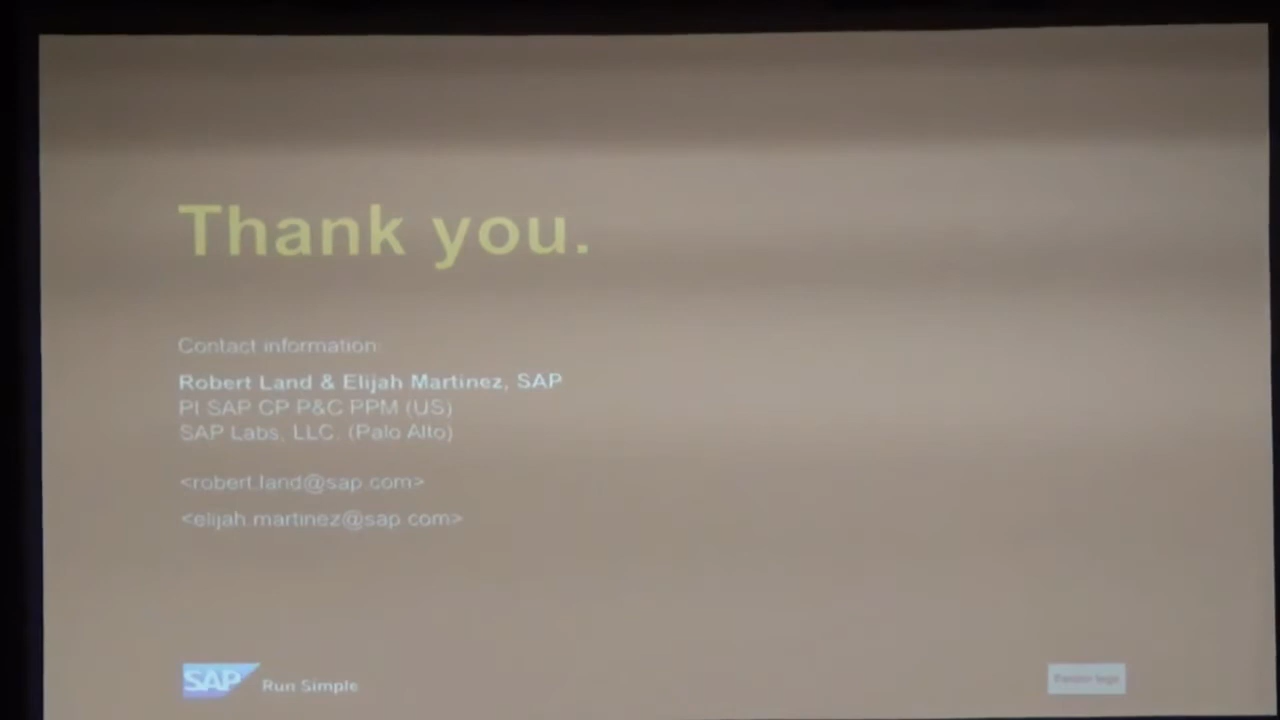 Thank you.
Contact information:
Robert Land & Elijah Martinez, SAP
PI SAP CP P&C PPM (US)
SAP Labs, LLC. (Palo Alto)
<robert.land@sap.com>
<elijah.martinez@sap.com>
SAP Run Simple